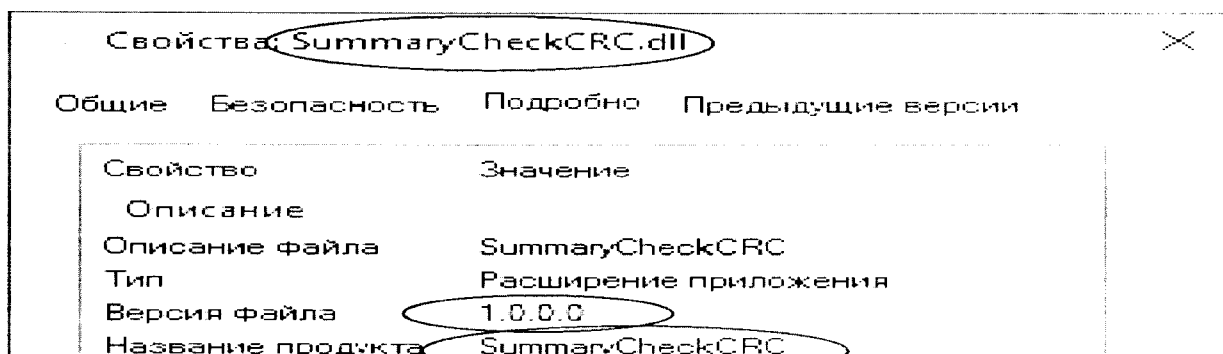 Свойства: SummaryCheckCRC.dll
Общие Безопасность Подробно Предыдущие версии
Свойство Значение
Описание
Описание файла SummaryCheckCRC
Тип Расширение приложения
Версия файла 1.0.0.0
Название продукта SummaryCheckCRC